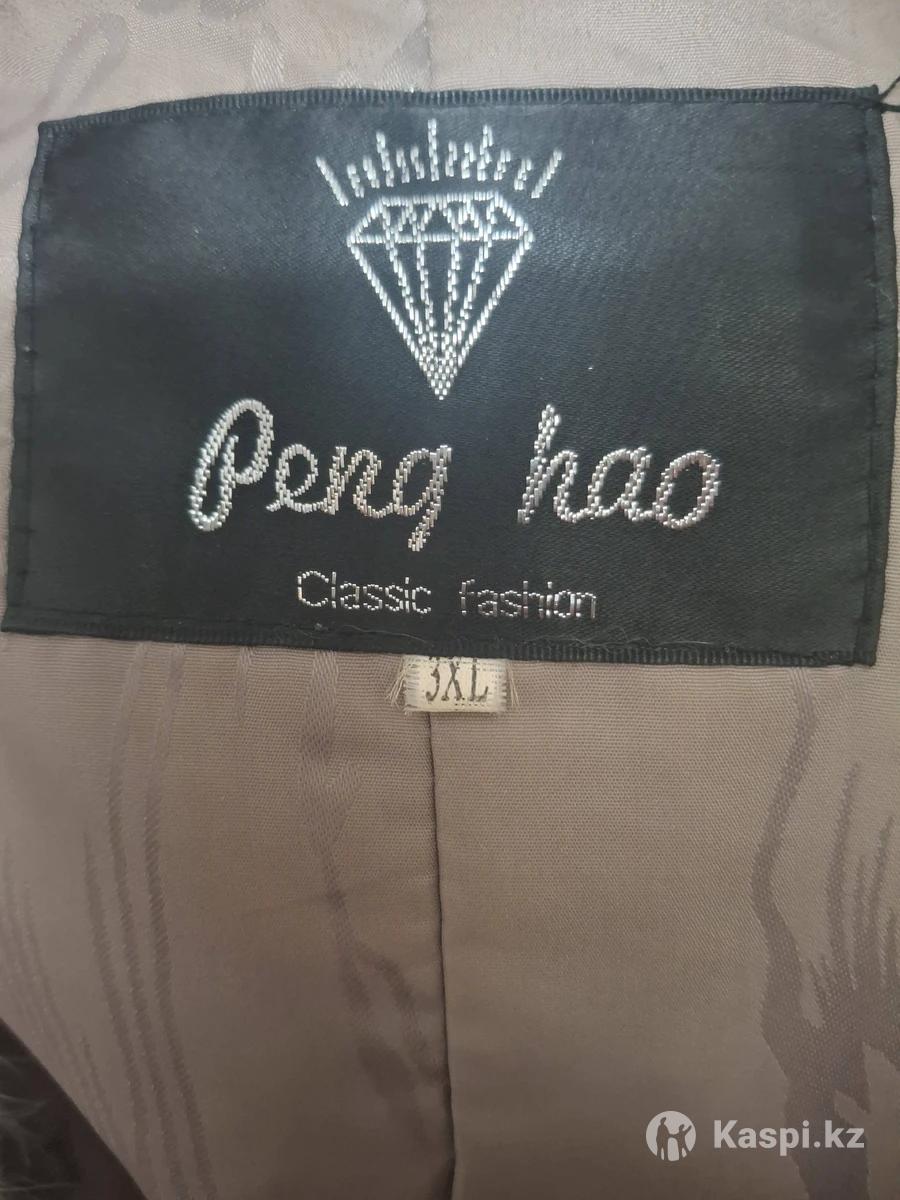 Peng hao
Classic fashion
3XL
Kaspi.kz